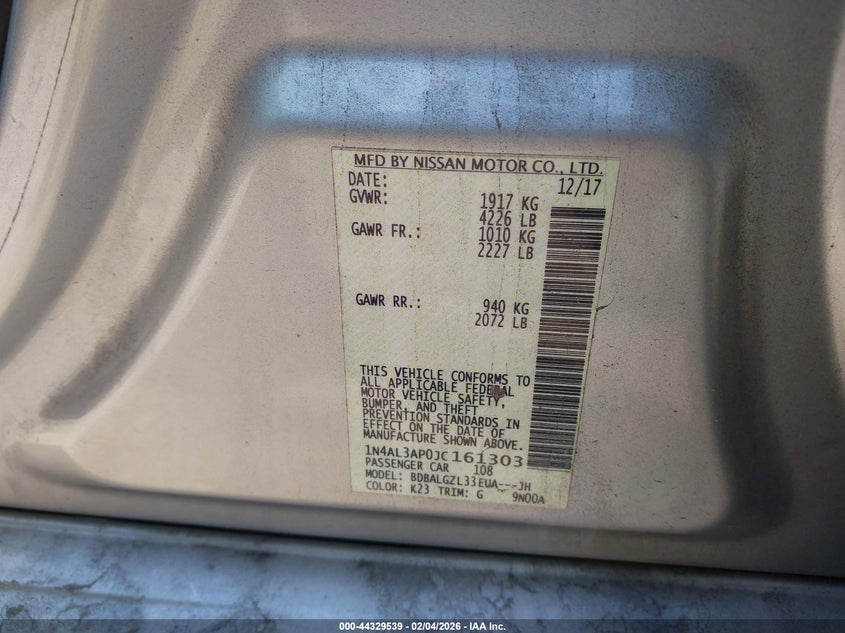 MFD BY NISSAN MOTOR CO., LTD.
DATE: 12/17
GVWR: 1917 KG
4226 LB
GAWR FR.: 1010 KG
2227 LB
GAWR RR.: 940 KG
2072 LB
THIS VEHICLE CONFORMS TO
ALL APPLICABLE FEDERAL
MOTOR VEHICLE SAFETY,
BUMPER, AND THEFT
PREVENTION STANDARDS IN
EFFECT ON THE DATE OF
MANUFACTURE SHOWN ABOVE.
1N4AL3AP0JC161303
PASSENGER CAR 108
MODEL: BDBALGZL33EUA---JH
COLOR: K23 TRIM: G 9N00A
000-44329539 - 02/04/2026 - IAA Inc.